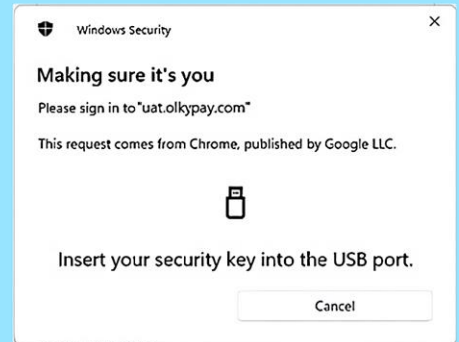 Windows Security
Making sure it's you
Please sign in to "uat.olkypay.com"
This request comes from Chrome, published by Google LLC.
Insert your security key into the USB port.
Cancel